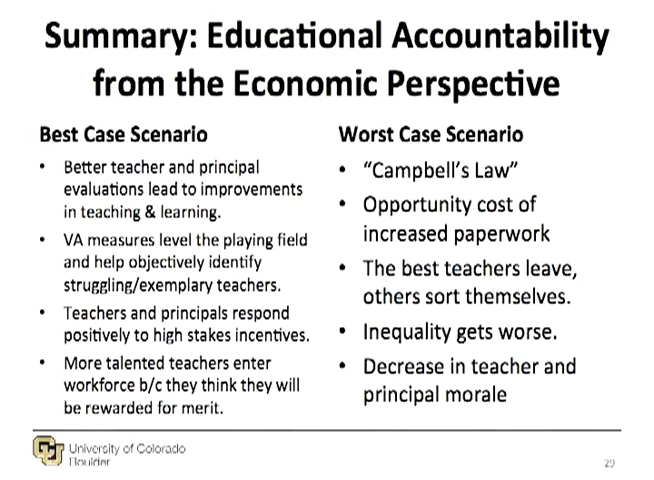 Summary: Educational Accountability
from the Economic Perspective
Best Case Scenario
• Better teacher and principal
evaluations lead to improvements
in teaching & learning.
• VA measures level the playing field
and help objectively identify
struggling/exemplary teachers.
• Teachers and principals respond
positively to high stakes incentives.
• More talented teachers enter
workforce b/c they think they will
be rewarded for merit.
Worst Case Scenario
• “Campbell’s Law”
• Opportunity cost of
increased paperwork
• The best teachers leave,
others sort themselves.
• Inequality gets worse.
• Decrease in teacher and
principal morale
CU
University of Colorado
Boulder
29